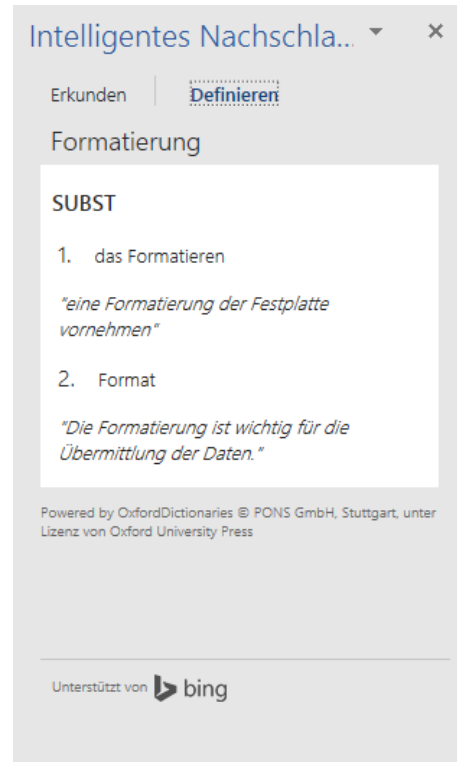 Intelligentes Nachschla...
Erkunden Definieren
Formatierung
SUBST
1. das Formatieren
"eine Formatierung der Festplatte
vornehmen"
2. Format
"Die Formatierung ist wichtig für die
Übermittlung der Daten."
Powered by OxfordDictionaries © PONS GmbH, Stuttgart, unter
Lizenz von Oxford University Press
Unterstützt von bing